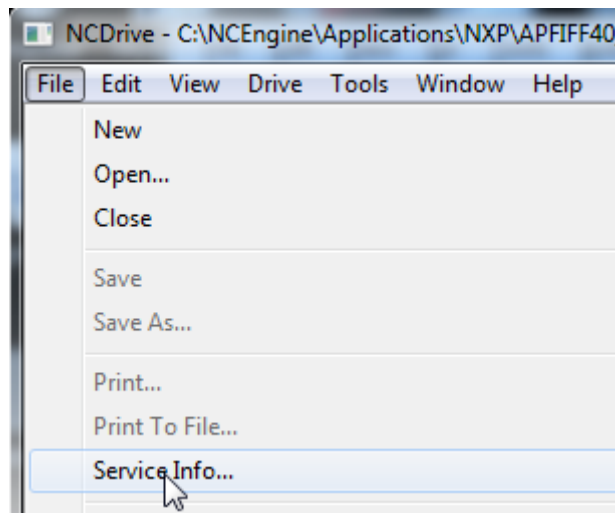 NCDrive - C:\NCEngine\Applications\NXP\APFIFF40
File Edit View Drive Tools Window Help
New
Open...
Close
Save
Save As...
Print...
Print To File...
Service Info...